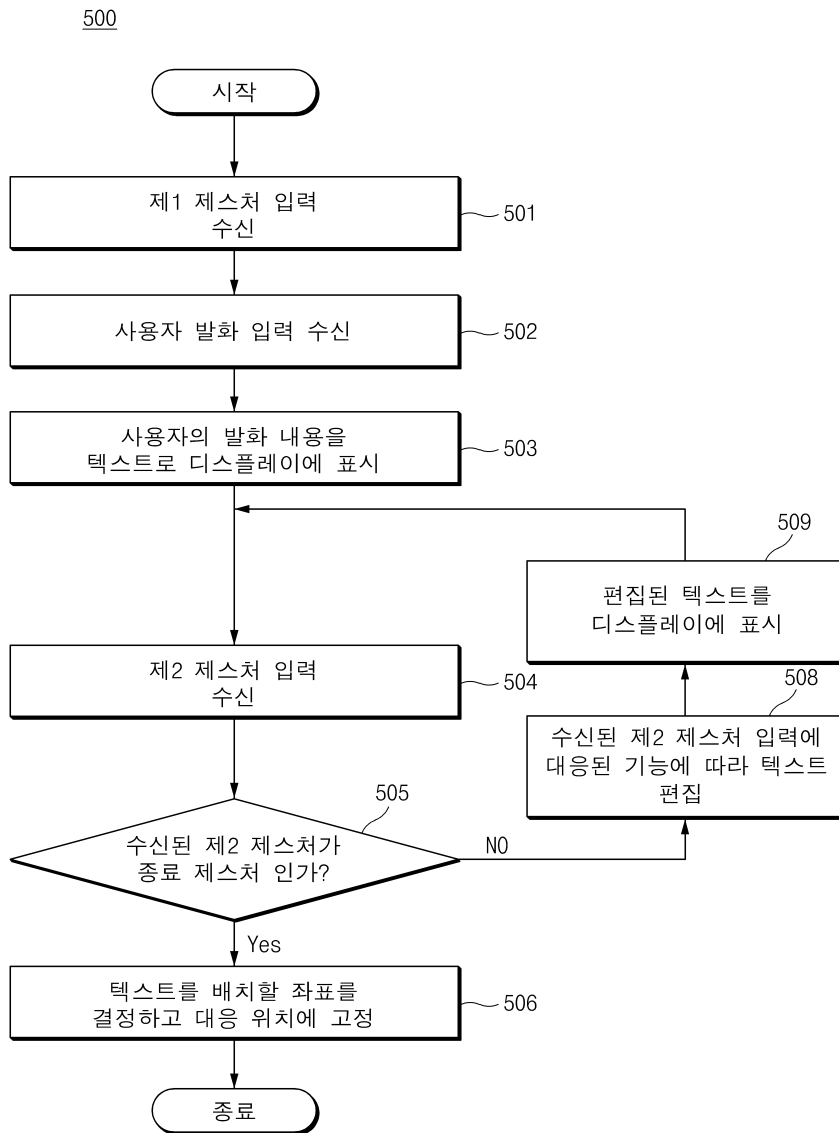 500
시작
제1 제스처 입력
수신
501
사용자 발화 입력 수신
502
사용자의 발화 내용을
텍스트로 디스플레이에 표시
503
509
편집된 텍스트를
디스플레이에 표시
제2 제스처 입력
수신
504
508
수신된 제2 제스처 입력에
대응된 기능에 따라 텍스트
편집
505
수신된 제2 제스처가
종료 제스처 인가?
NO
Yes
텍스트를 배치할 좌표를
결정하고 대응 위치에 고정
506
종료